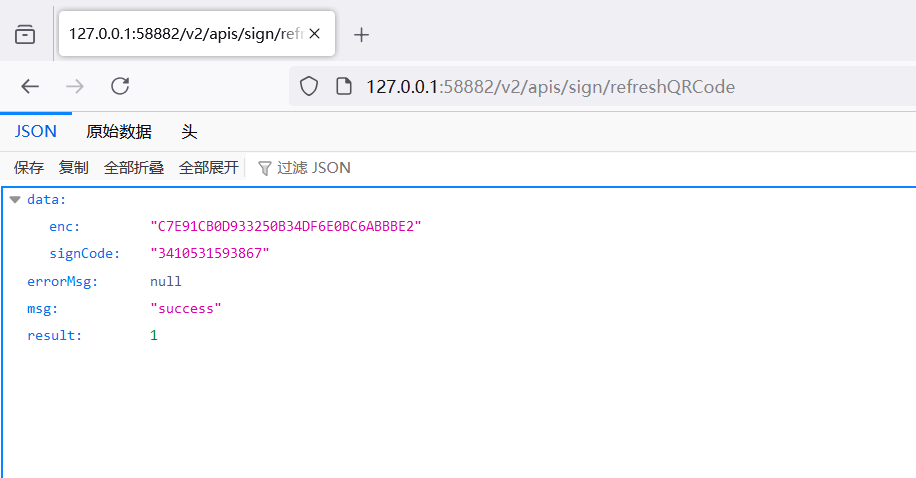 127.0.0.1:58882/v2/apis/sign/refr
127.0.0.1:58882/v2/apis/sign/refreshQRCode
JSON 原始数据 头
保存 复制 全部折叠 全部展开 过滤 JSON
data:
enc: "C7E91CB0D933250B34DF6E0BC6ABBBE2"
signCode: "3410531593867"
errorMsg: null
msg: "success"
result: 1